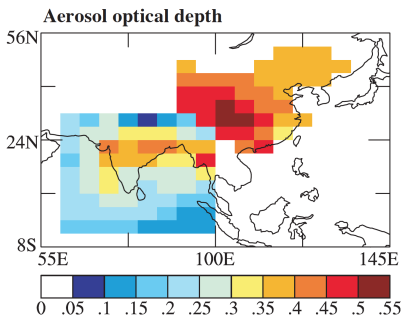 Aerosol optical depth
56N
24N
8S
55E 100E 145E
0 .05 .1 .15 .2 .25 .3 .35 .4 .45 .5 .55